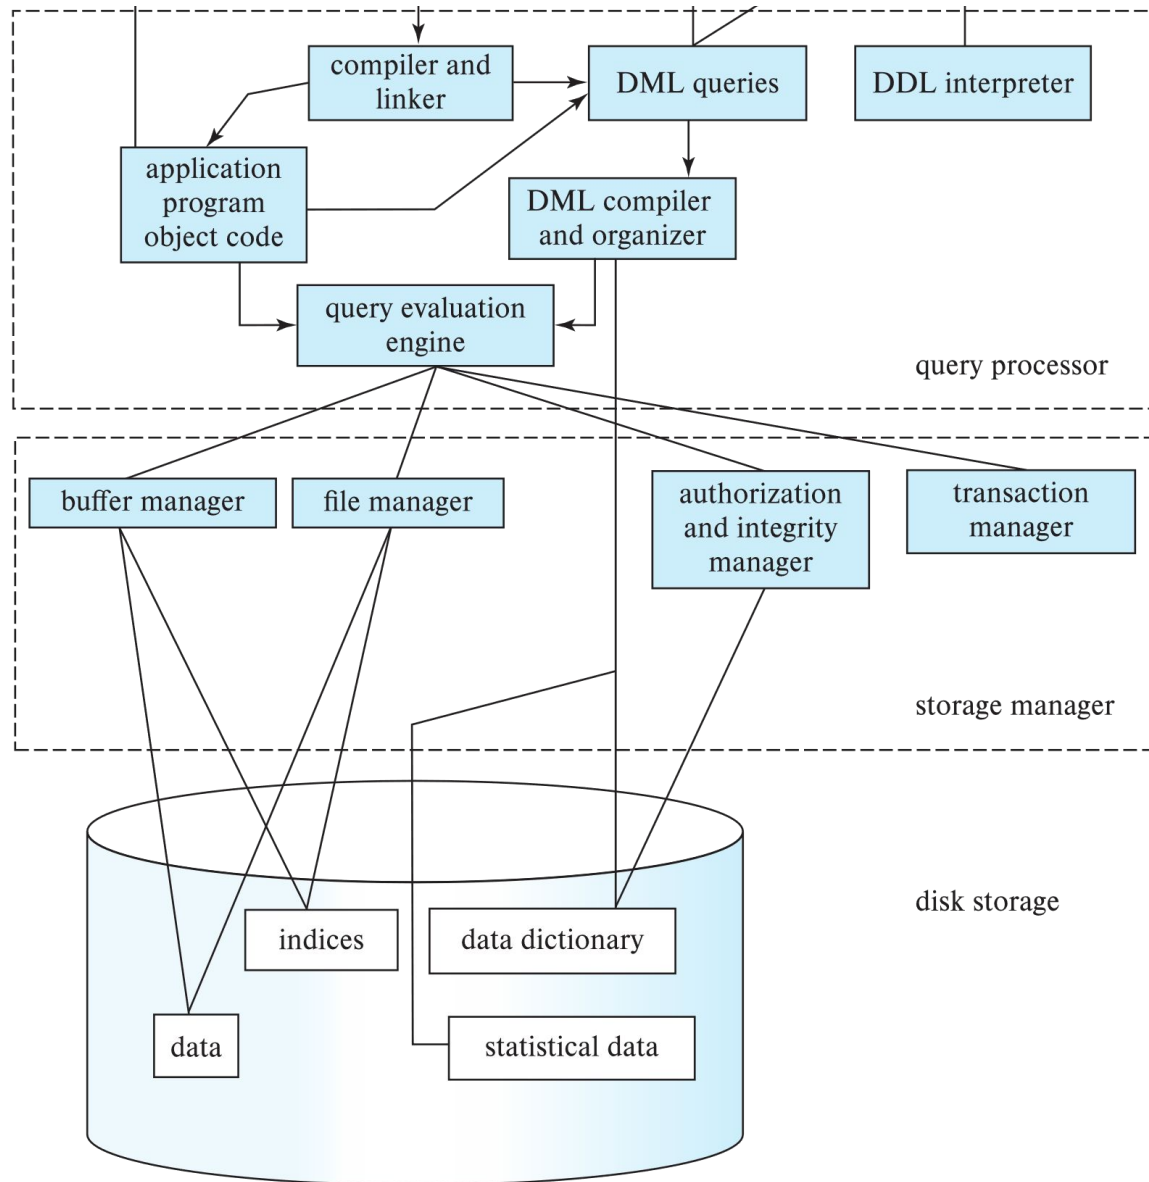 compiler and
linker
DML queries
DDL interpreter
application
program
object code
DML compiler
and organizer
query evaluation
engine
query processor
buffer manager
file manager
authorization
and integrity
manager
transaction
manager
storage manager
disk storage
indices
data dictionary
data
statistical data